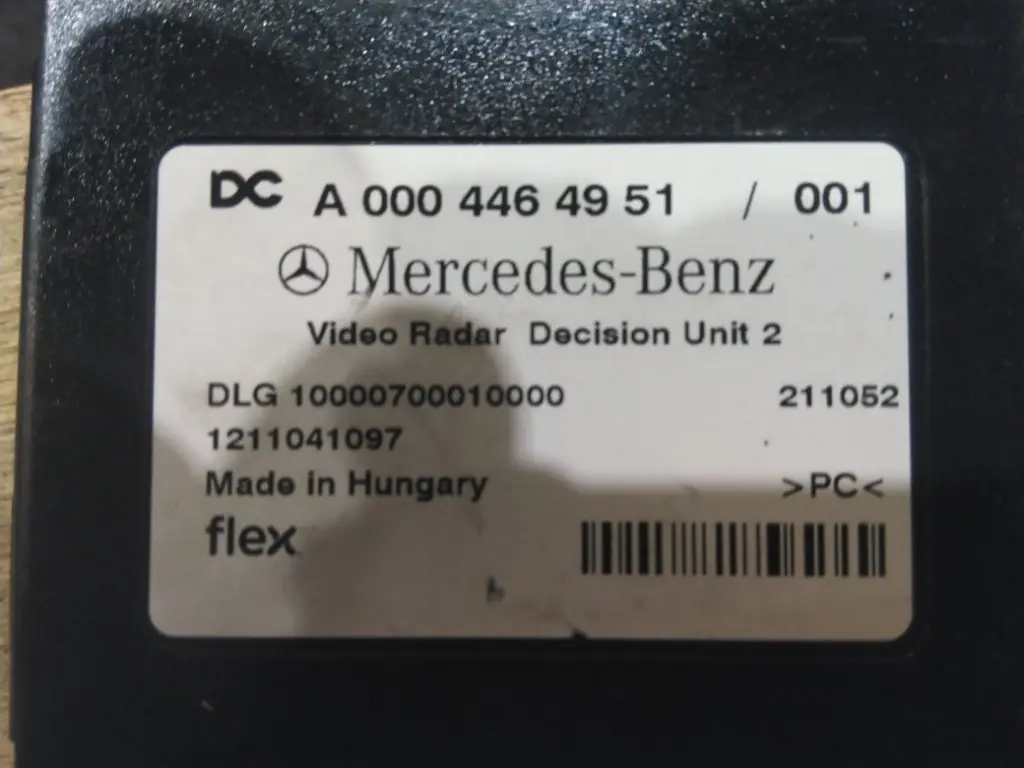 DC A 000 446 49 51 / 001
Mercedes-Benz
Video Radar Decision Unit 2
DLG 10000700010000 211052
1211041097
Made in Hungary >PC<
flex